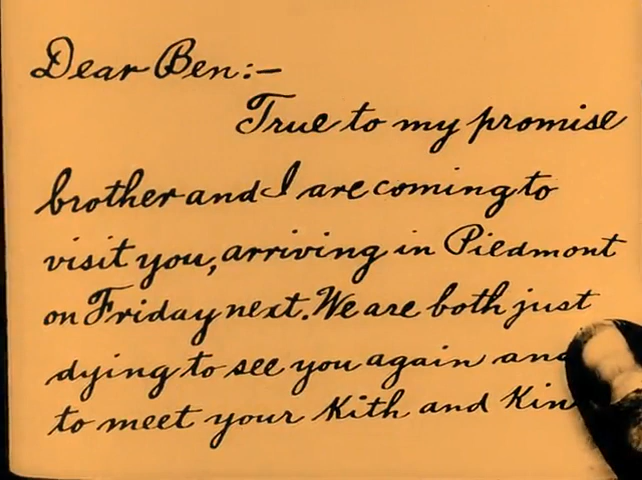 Dear Ben:—
True to my promise
brother and I are coming to
visit you, arriving in Piedmont
on Friday next. We are both just
dying to see you again and
to meet your Kith and Kin